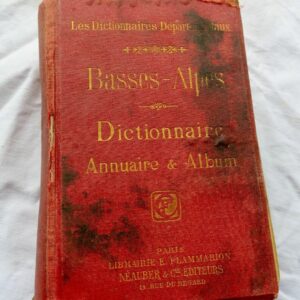 Les Dictionnaires Départementaux
Basses-Alpes
Dictionnaire
Annuaire & Album
PARIS
LIBRAIRIE E. FLAMMARION
NÉAUBER & Cie, ÉDITEURS